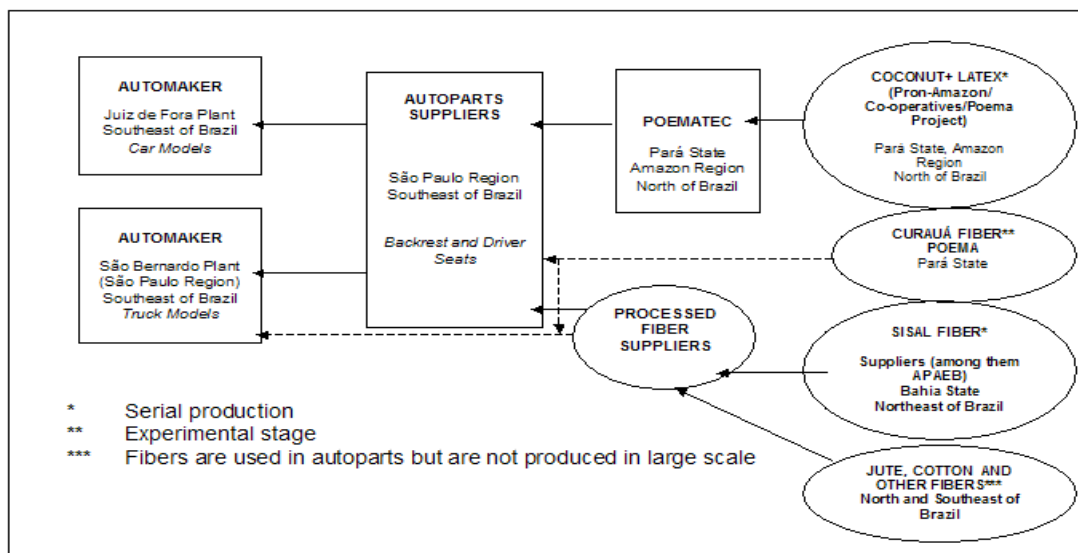 AUTOMAKER
Juiz de Fora Plant
Southeast of Brazil
Car Models
AUTOMAKER
São Bernardo Plant
(São Paulo Region)
Southeast of Brazil
Truck Models
AUTOPARTS
SUPPLIERS
São Paulo Region
Southeast of Brazil
Backrest and Driver
Seats
POEMATEC
Pará State
Amazon Region
North of Brazil
PROCESSED
FIBER
SUPPLIERS
COCONUT+ LATEX*
(Pron-Amazon/
Co-operatives/Poema
Project)
Pará State, Amazon
Region
North of Brazil
CURAUÁ FIBER**
POEMA
Pará State
SISAL FIBER*
Suppliers (among them
APAEB)
Bahia State
Northeast of Brazil
JUTE, COTTON AND
OTHER FIBERS***
North and Southeast of
Brazil
* Serial production
** Experimental stage
*** Fibers are used in autoparts but are not produced in large scale